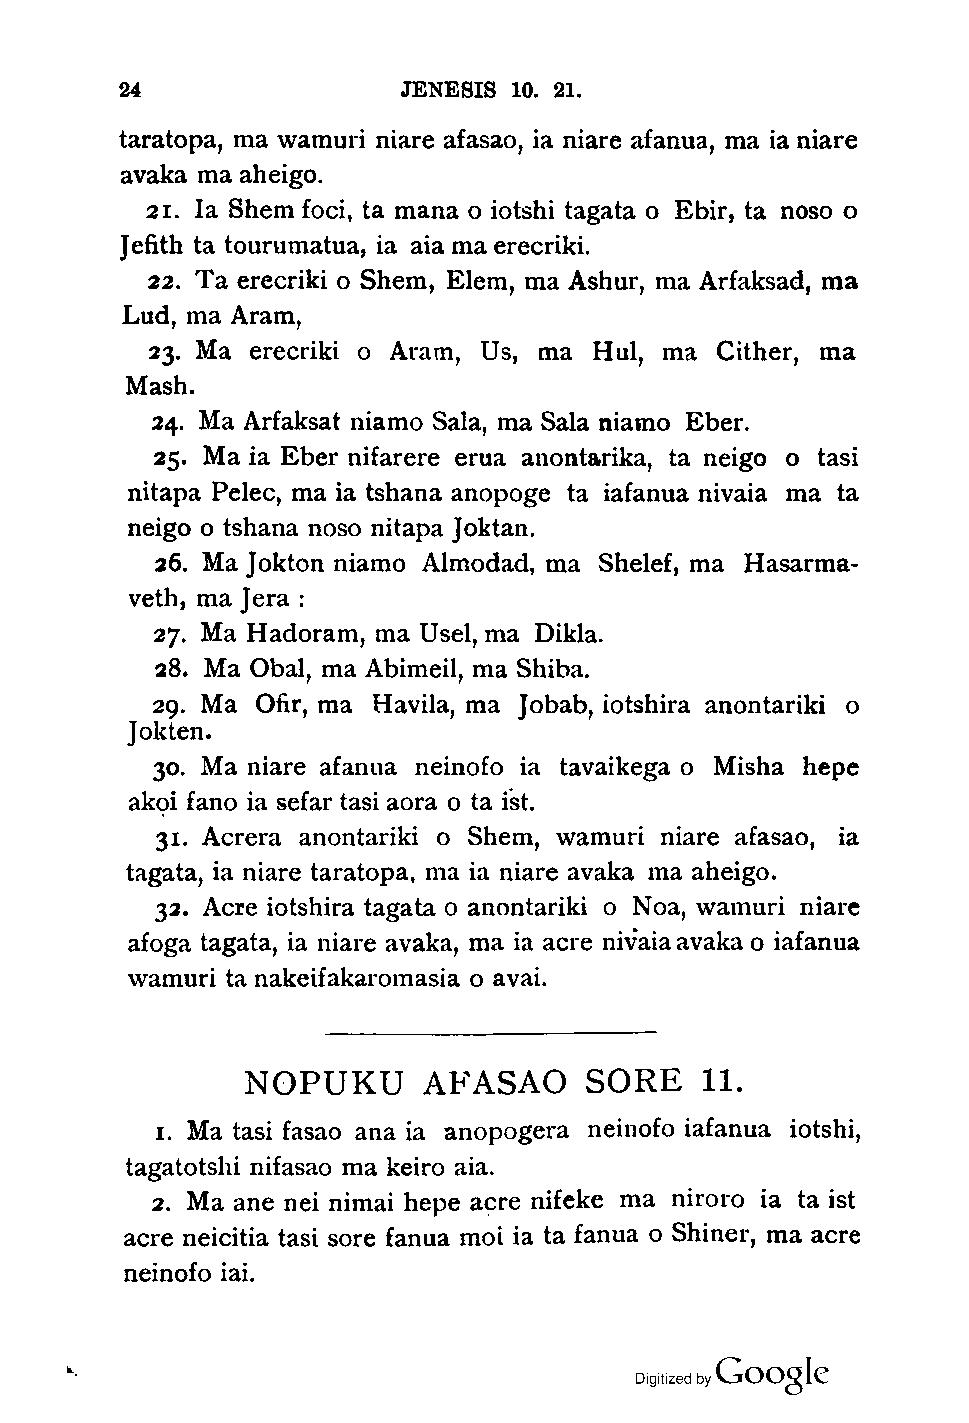 24 JENESIS 10. 21.
taratopa, ma wamuri niare afasao, ia niare afanua, ma ia niare
avaka ma aheigo.
21. Ia Shem foci, ta mana o iotshi tagata o Ebir, ta noso o
Jefith ta tourumatua, ia aia ma erecriki.
22. Ta erecriki o Shem, Elem, ma Ashur, ma Arfaksad, ma
Lud, ma Aram,
23. Ma erecriki o Aram, Us, ma Hul, ma Cither, ma
Mash.
24. Ma Arfaksat niamo Sala, ma Sala niamo Eber.
25. Ma ia Eber nifarere erua anontarika, ta neigo o tasi
nitapa Pelec, ma ia tshana anopoge ta iafanua nivaia ma ta
neigo o tshana noso nitapa Joktan.
26. Ma Jokton niamo Almodad, ma Shelef, ma Hasarma-
veth, ma Jera :
27. Ma Hadoram, ma Usel, ma Dikla.
28. Ma Obal, ma Abimeil, ma Shiba.
29. Ma Ofir, ma Havila, ma Jobab, iotshira anontariki o
Jokten.
30. Ma niare afanua neinofo ia tavaikega o Misha hepe
akoi fano ia sefar tasi aora o ta ist.
31. Acrera anontariki o Shem, wamuri niare afasao, ia
tagata, ia niare taratopa, ma ia niare avaka ma aheigo.
32. Acre iotshira tagata o anontariki o Noa, wamuri niare
afoga tagata, ia niare avaka, ma ia acre nivaia avaka o iafanua
wamuri ta nakeifakaromasia o avai.
NOPUKU AFASAO SORE 11.
1. Ma tasi fasao ana ia anopogera neinofo iafanua iotshi,
tagatotshi nifasao ma keiro aia.
2. Ma ane nei nimai hepe acre nifeke ma niroro ia ta ist
acre neicitia tasi sore fanua moi ia ta fanua o Shiner, ma acre
neinofo iai.
Digitized by Google